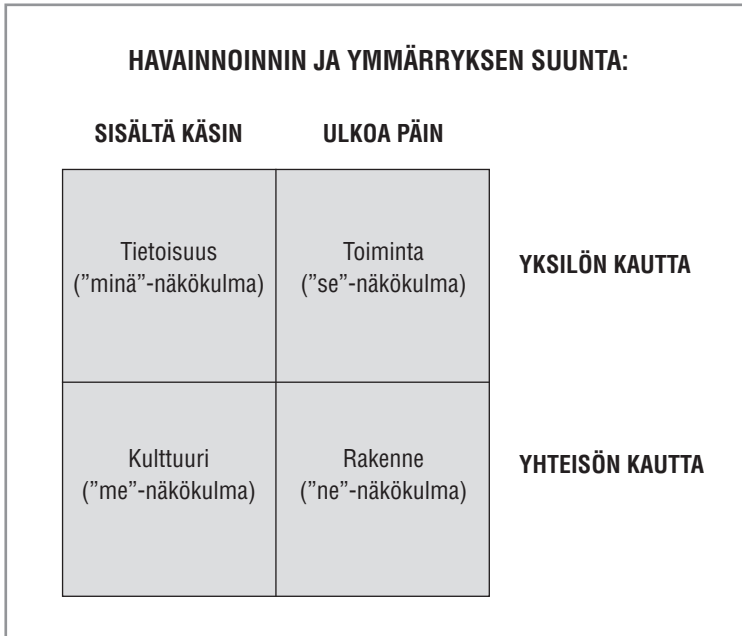 HAVAINNOINNIN JA YMMÄRRYKSEN SUUNTA:
SISÄLTÄ KÄSIN
ULKOA PÄIN
Tietoisuus
(”minä”-näkökulma)
Toiminta
(”se”-näkökulma)
YKSILÖN KAUTTA
Kulttuuri
(”me”-näkökulma)
Rakenne
(”ne”-näkökulma)
YHTEISÖN KAUTTA